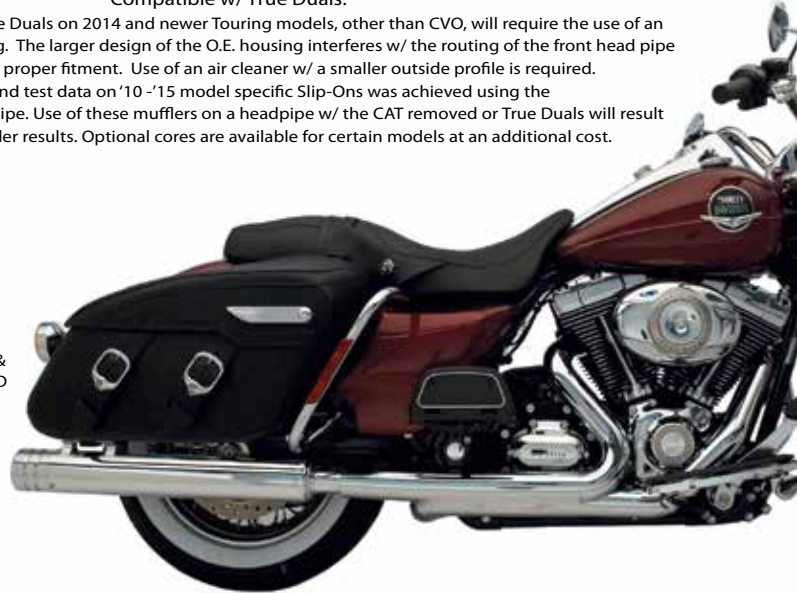 Compatible w/ True Duals.
e Duals on 2014 and newer Touring models, other than CVO, will require the use of an
g. The larger design of the O.E. housing interferes w/ the routing of the front head pipe
proper fitment. Use of an air cleaner w/ a smaller outside profile is required.
nd test data on '10 -'15 model specific Slip-Ons was achieved using the
ipe. Use of these mufflers on a headpipe w/ the CAT removed or True Duals will result
der results. Optional cores are available for certain models at an additional cost.
&
D